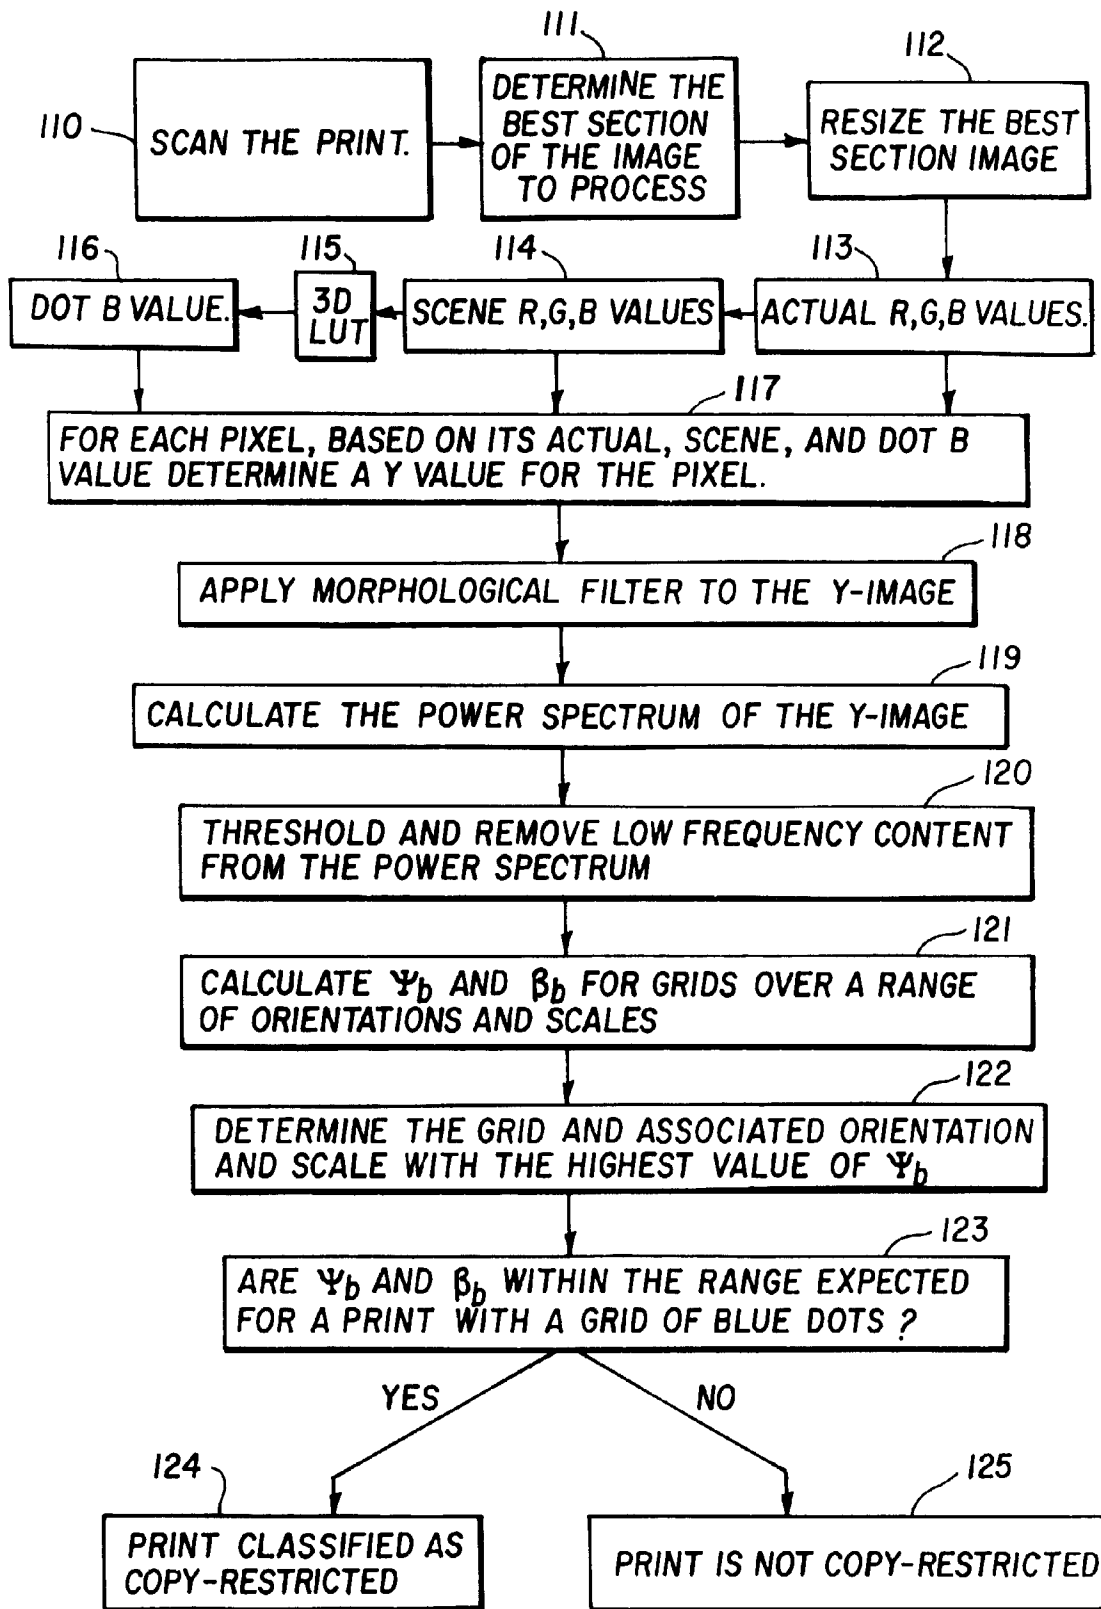 110
SCAN THE PRINT.
111
DETERMINE THE
BEST SECTION
OF THE IMAGE
TO PROCESS
112
RESIZE THE BEST
SECTION IMAGE
116
DOT B VALUE.
115
3D
LUT
114
SCENE R,G,B VALUES
113
ACTUAL R,G,B VALUES.
117
FOR EACH PIXEL, BASED ON ITS ACTUAL, SCENE, AND DOT B
VALUE DETERMINE A Y VALUE FOR THE PIXEL.
118
APPLY MORPHOLOGICAL FILTER TO THE Y-IMAGE
119
CALCULATE THE POWER SPECTRUM OF THE Y-IMAGE
120
THRESHOLD AND REMOVE LOW FREQUENCY CONTENT
FROM THE POWER SPECTRUM
121
CALCULATE Ψb AND βb FOR GRIDS OVER A RANGE
OF ORIENTATIONS AND SCALES
122
DETERMINE THE GRID AND ASSOCIATED ORIENTATION
AND SCALE WITH THE HIGHEST VALUE OF Ψb
123
ARE Ψb AND βb WITHIN THE RANGE EXPECTED
FOR A PRINT WITH A GRID OF BLUE DOTS ?
YES
NO
124
PRINT CLASSIFIED AS
COPY-RESTRICTED
125
PRINT IS NOT COPY-RESTRICTED